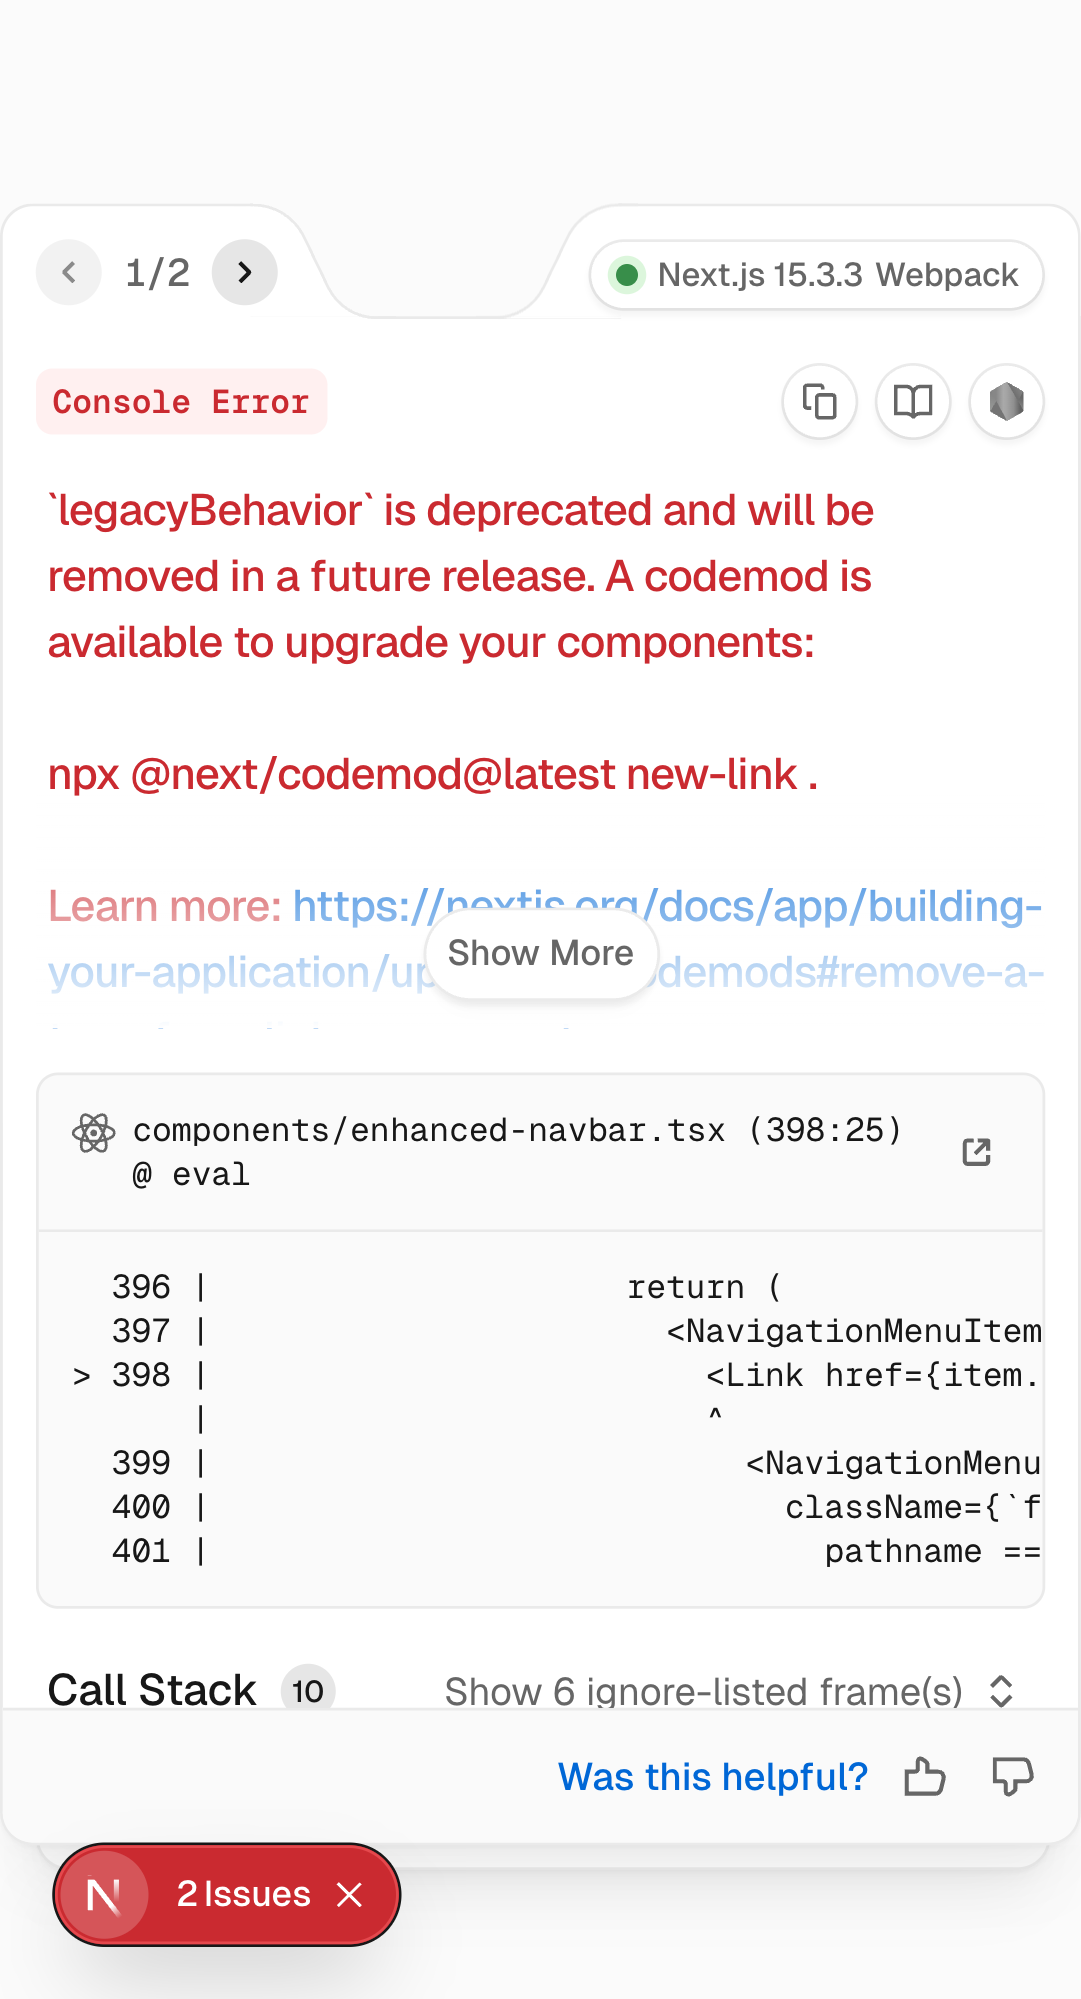 1/2
Next.js 15.3.3 Webpack
Console Error
`legacyBehavior` is deprecated and will be
removed in a future release. A codemod is
available to upgrade your components:
npx @next/codemod@latest new-link .
Learn more: https://nextjs.org/docs/app/building-
your-application/up
Show More
odemods#remove-a-
components/enhanced-navbar.tsx (398:25)
@ eval
396 | return (
397 | <NavigationMenuItem
> 398 | <Link href={item.
| ^
399 | <NavigationMenu
400 | className={`f
401 | pathname ==
Call Stack 10
Show 6 ignore-listed frame(s)
Was this helpful?
N 2 Issues